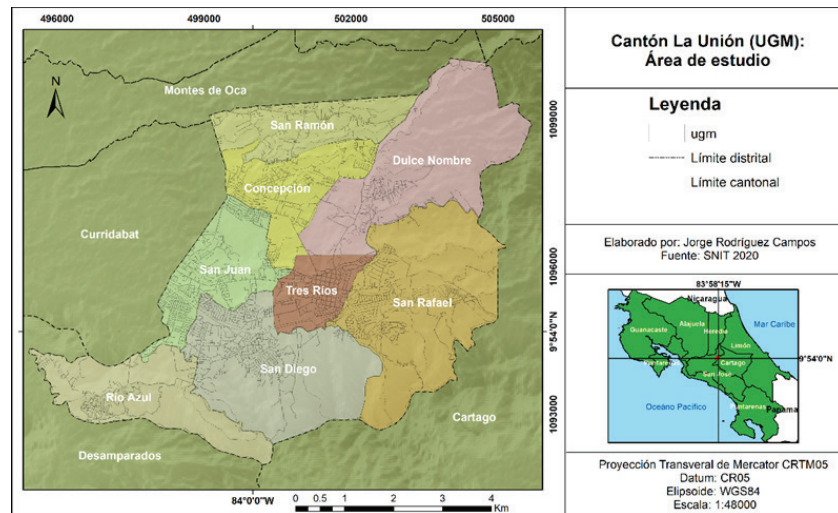 496000 499000 502000 505000
N
Montes de Oca
San Ramón
Dulce Nombre
Concepción
Curridabat
San Juan
Tres Ríos
San Rafael
San Diego
Río Azul
Cartago
Desamparados
1099000
1096000
9°54'0"N
1093000
84°0'0"W
0 0.5 1 2 3 4
Km
Cantón La Unión (UGM):
Área de estudio
Leyenda
ugm
Límite distrital
Límite cantonal
Elaborado por: Jorge Rodríguez Campos
Fuente: SNIT 2020
83°58'15"W
Nicaragua
Mar Caribe
Guanacaste
Alajuela
Heredia
Limón
9°54'0"N
Cartago
San José
Puntarenas
Oceáno Pacífico
Panama
Proyección Transveral de Mercator CRTM05
Datum: CR05
Elipsoide: WGS84
Escala: 1:48000